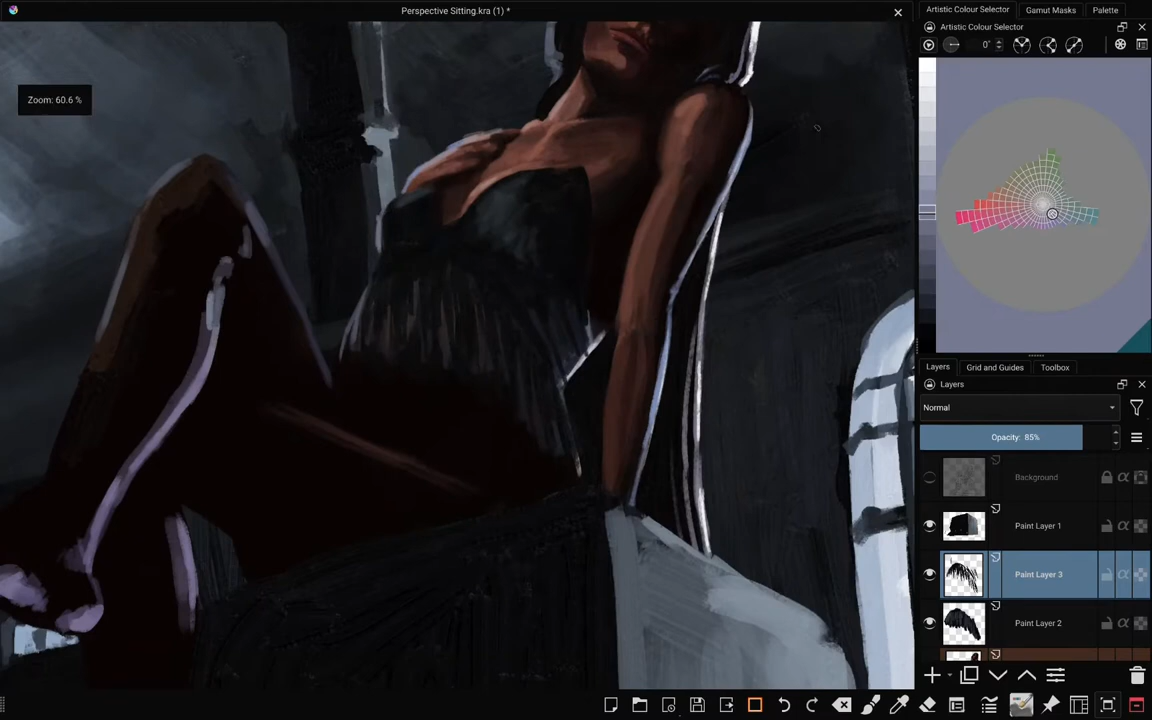 Perspective Sitting.kra (1) *
Artistic Colour Selector
Gamut Masks
Palette
Artistic Colour Selector
0°
Zoom: 60.6 %
Layers
Grid and Guides
Toolbox
Layers
Normal
Opacity: 85%
Background
Paint Layer 1
Paint Layer 3
Paint Layer 2